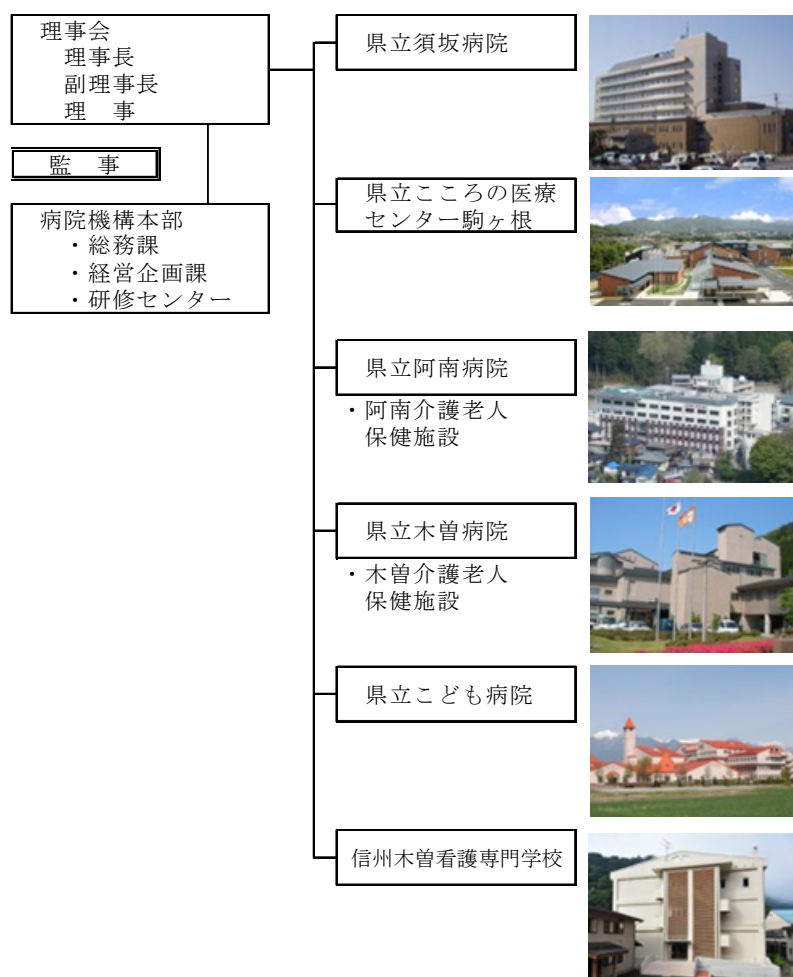 理事会
理事長
副理事長
理　事
監　事
病院機構本部
・総務課
・経営企画課
・研修センター
県立須坂病院
県立こころの医療
センター駒ヶ根
県立阿南病院
・阿南介護老人
保健施設
県立木曽病院
・木曽介護老人
保健施設
県立こども病院
信州木曽看護専門学校